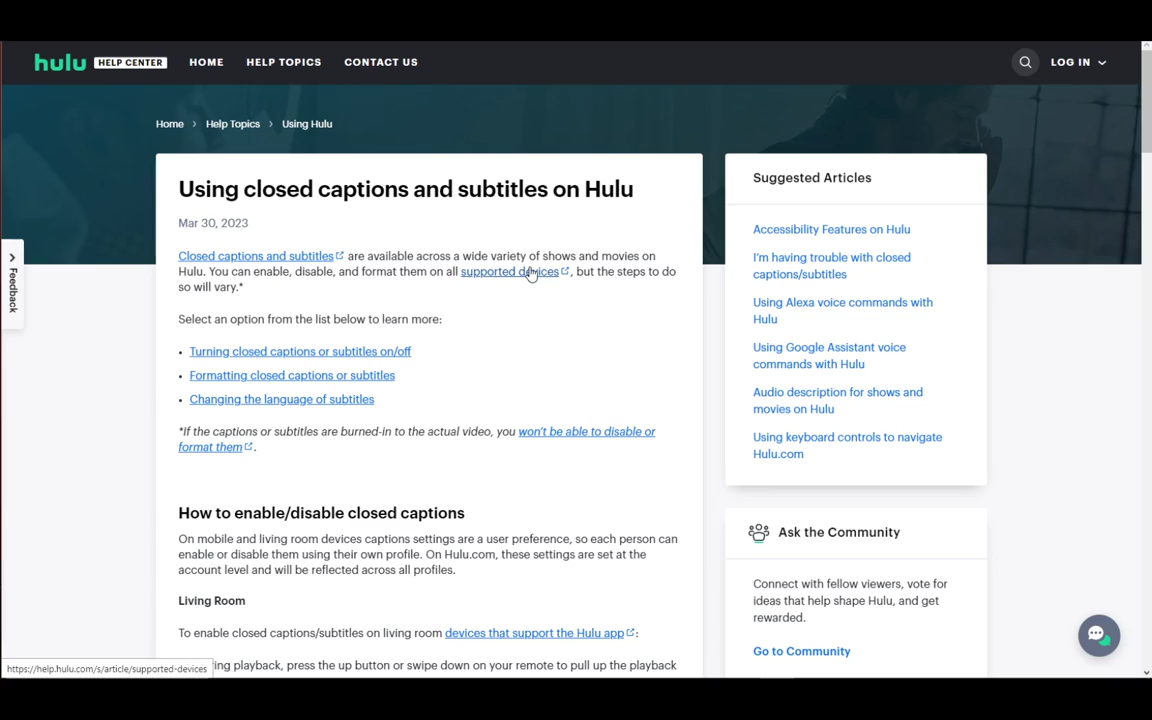 hulu HELP CENTER HOME HELP TOPICS CONTACT US LOG IN
Home > Help Topics > Using Hulu
Using closed captions and subtitles on Hulu
Mar 30, 2023
Closed captions and subtitles are available across a wide variety of shows and movies on
Hulu. You can enable, disable, and format them on all supported devices, but the steps to do
so will vary.*
Select an option from the list below to learn more:
• Turning closed captions or subtitles on/off
• Formatting closed captions or subtitles
• Changing the language of subtitles
*If the captions or subtitles are burned-in to the actual video, you won't be able to disable or
format them.
How to enable/disable closed captions
On mobile and living room devices captions settings are a user preference, so each person can
enable or disable them using their own profile. On Hulu.com, these settings are set at the
account level and will be reflected across all profiles.
Living Room
To enable closed captions/subtitles on living room devices that support the Hulu app:
ing playback, press the up button or swipe down on your remote to pull up the playback
Suggested Articles
Accessibility Features on Hulu
I'm having trouble with closed
captions/subtitles
Using Alexa voice commands with
Hulu
Using Google Assistant voice
commands with Hulu
Audio description for shows and
movies on Hulu
Using keyboard controls to navigate
Hulu.com
Ask the Community
Connect with fellow viewers, vote for
ideas that help shape Hulu, and get
rewarded.
Go to Community
Feedback
https://help.hulu.com/s/article/supported-devices